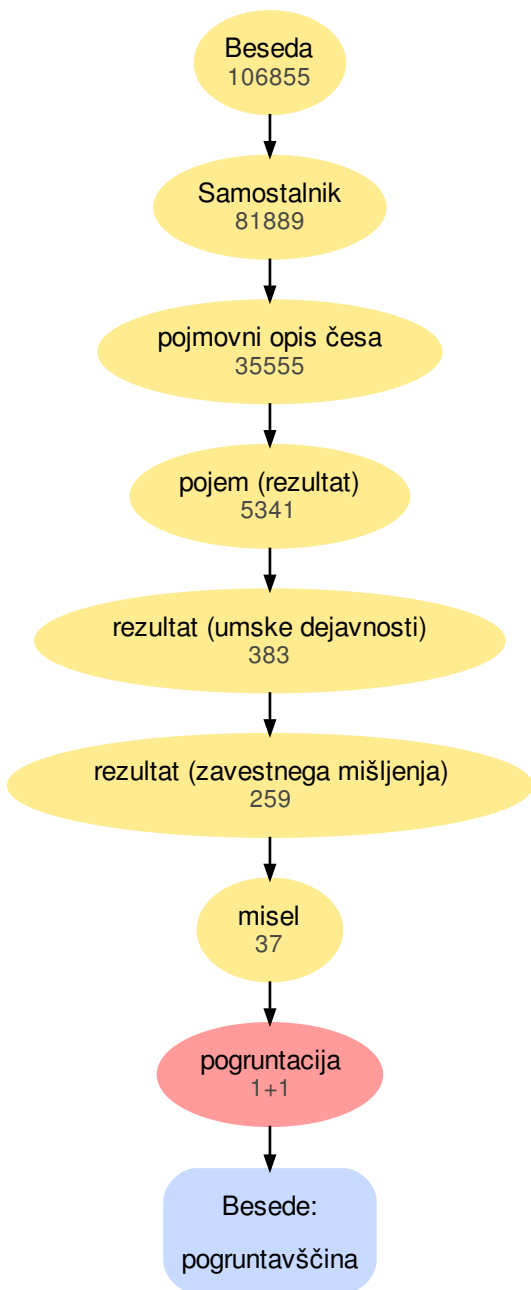 Beseda
106855
Samostalnik
81889
pojmovni opis česa
35555
pojem (rezultat)
5341
rezultat (umske dejavnosti)
383
rezultat (zavestnega mišljenja)
259
misel
37
pogruntacija
1+1
Besede:
pogruntavščina